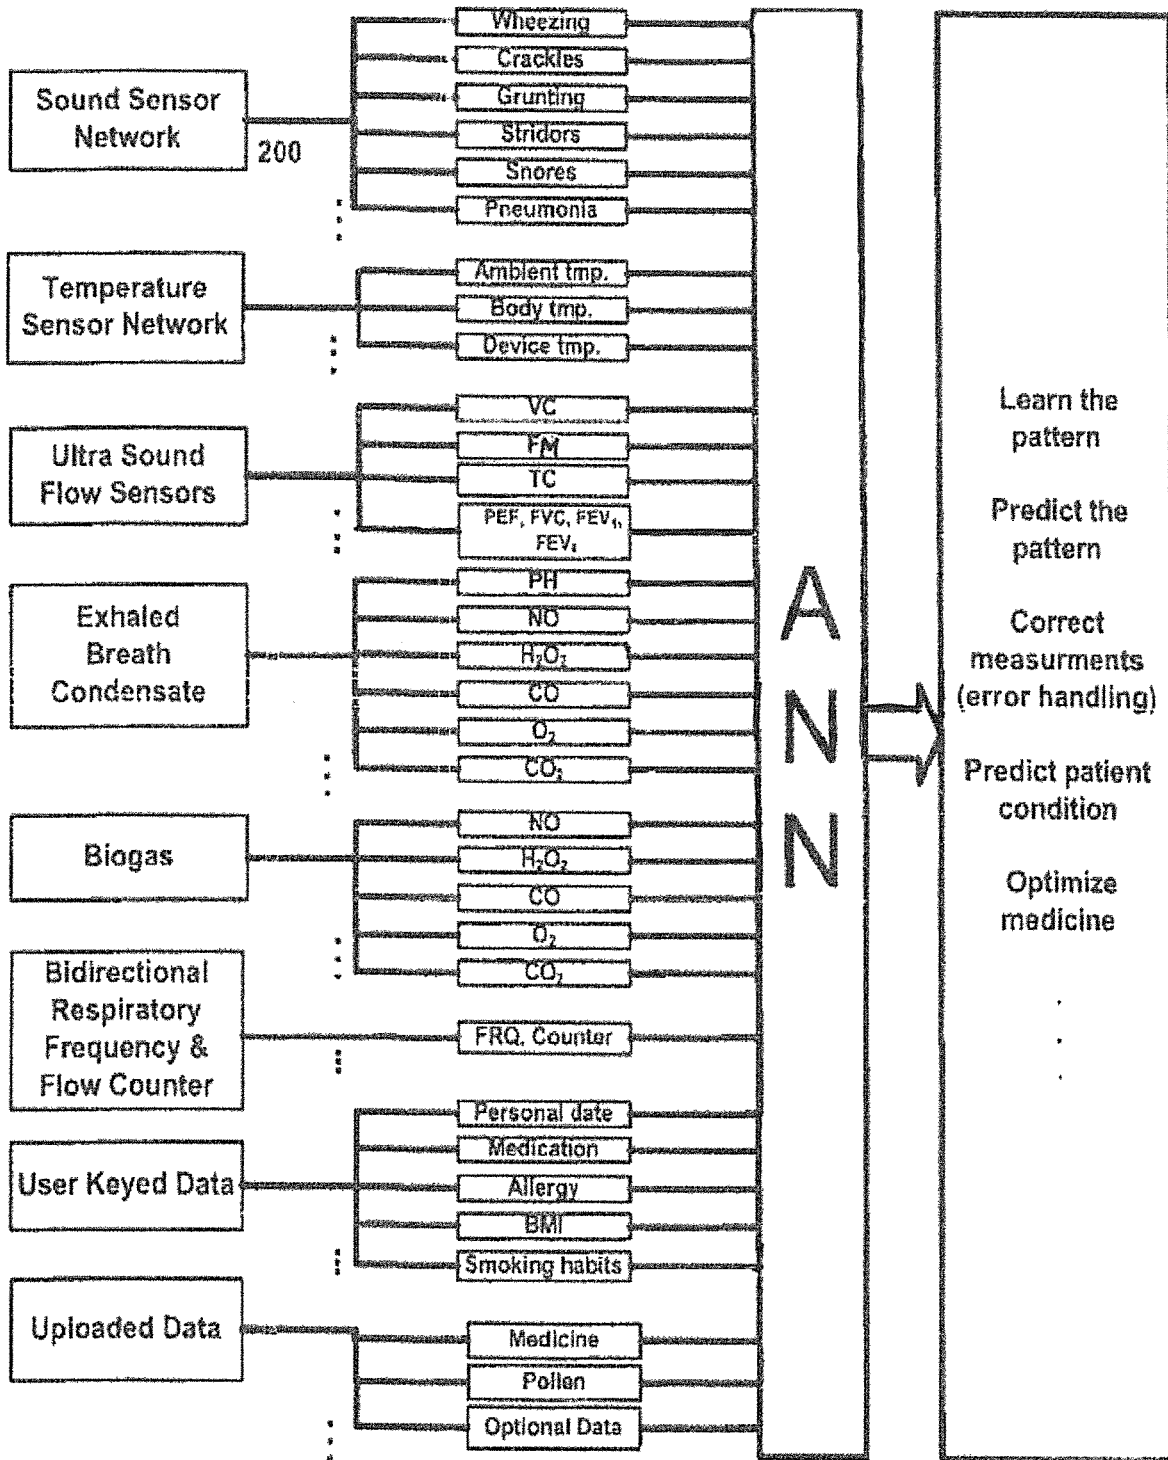 Sound Sensor
Network
200
Wheezing
Crackles
Grunting
Stridors
Snores
Pneumonia
Temperature
Sensor Network
Ambient tmp.
Body tmp.
Device tmp.
Ultra Sound
Flow Sensors
VC
FM
TC
PEF, FVC, FEV₁,
Exhaled
Breath
Condensate
PH
NO
H₂O₂
CO
O₂
CO₂
Biogas
NO
H₂O₂
CO
O₂
CO₂
Bidirectional
Respiratory
Frequency &
Flow Counter
FRQ. Counter
User Keyed Data
Personal date
Medication
Allergy
BMI
Smoking habits
Uploaded Data
Medicine
Pollen
Optional Data
A
N
N
Learn the
pattern
Predict the
pattern
Correct
measurments
(error handling)
Predict patient
condition
Optimize
medicine